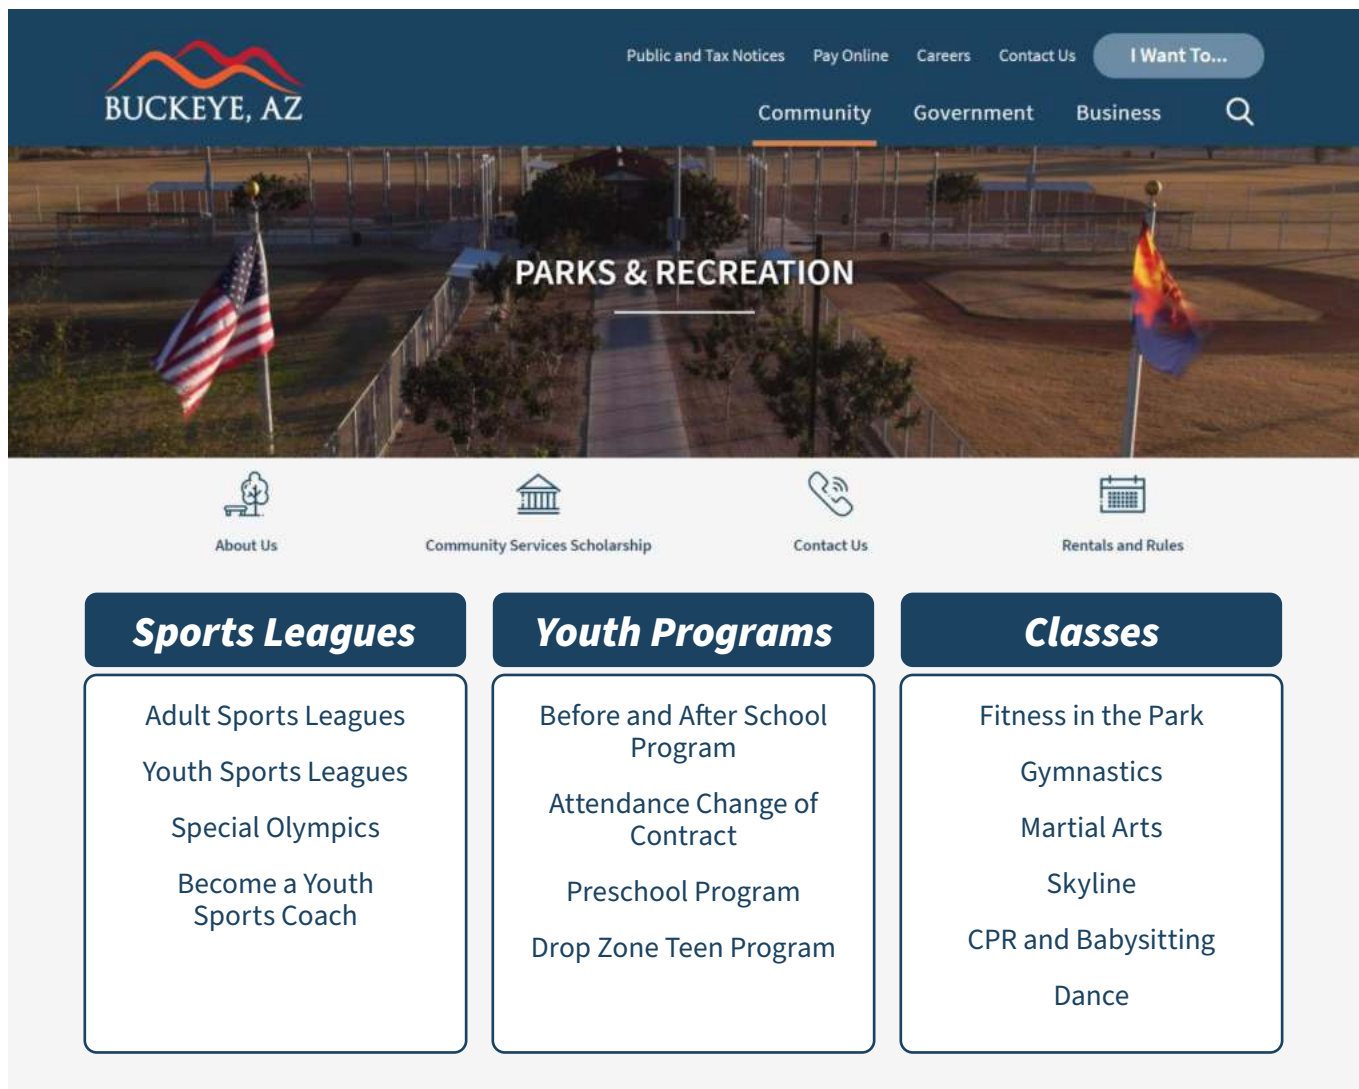 Public and Tax Notices
Pay Online
Careers
Contact Us
I Want To...
BUCKEYE, AZ
Community
Government
Business
PARKS & RECREATION
About Us
Community Services Scholarship
Contact Us
Rentals and Rules
Sports Leagues
Adult Sports Leagues
Youth Sports Leagues
Special Olympics
Become a Youth
Sports Coach
Youth Programs
Before and After School
Program
Attendance Change of
Contract
Preschool Program
Drop Zone Teen Program
Classes
Fitness in the Park
Gymnastics
Martial Arts
Skyline
CPR and Babysitting
Dance